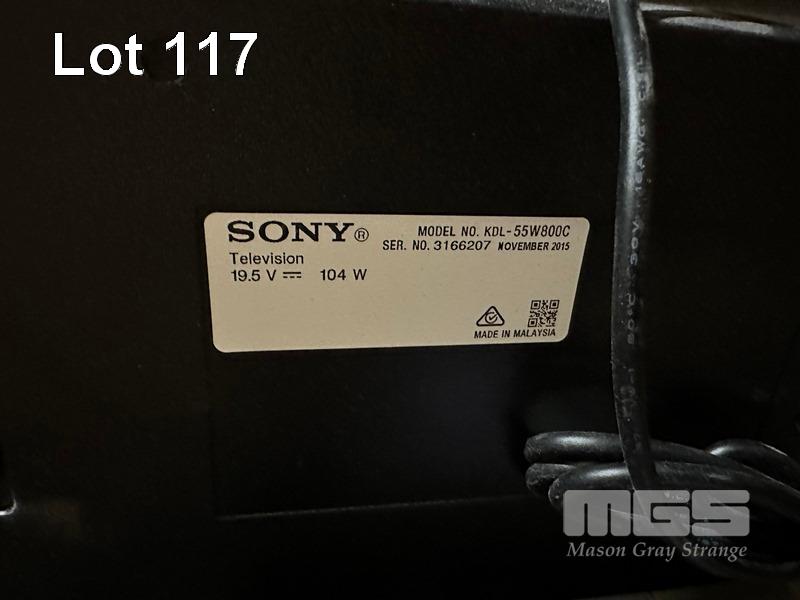 Lot 117
SONY®
MODEL NO. KDL-55W800C
SER. NO. 3166207 NOVEMBER 2015
Television
19.5 V ⎓ 104 W
MADE IN MALAYSIA
MGS
Mason Gray Strange